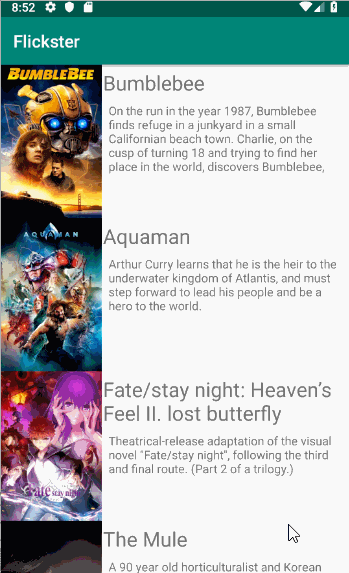 8:52
Flickster
BUMBLEBEE
Bumblebee
On the run in the year 1987, Bumblebee
finds refuge in a junkyard in a small
Californian beach town. Charlie, on the
cusp of turning 18 and trying to find her
place in the world, discovers Bumblebee,
AQUAMAN
Aquaman
Arthur Curry learns that he is the heir to the
underwater kingdom of Atlantis, and must
step forward to lead his people and be a
hero to the world.
Fate/stay night: Heaven’s
Feel II. lost butterfly
Theatrical-release adaptation of the visual
novel "Fate/stay night", following the third
and final route. (Part 2 of a trilogy.)
Fate stay night
The Mule
A 90 year old horticulturalist and Korean